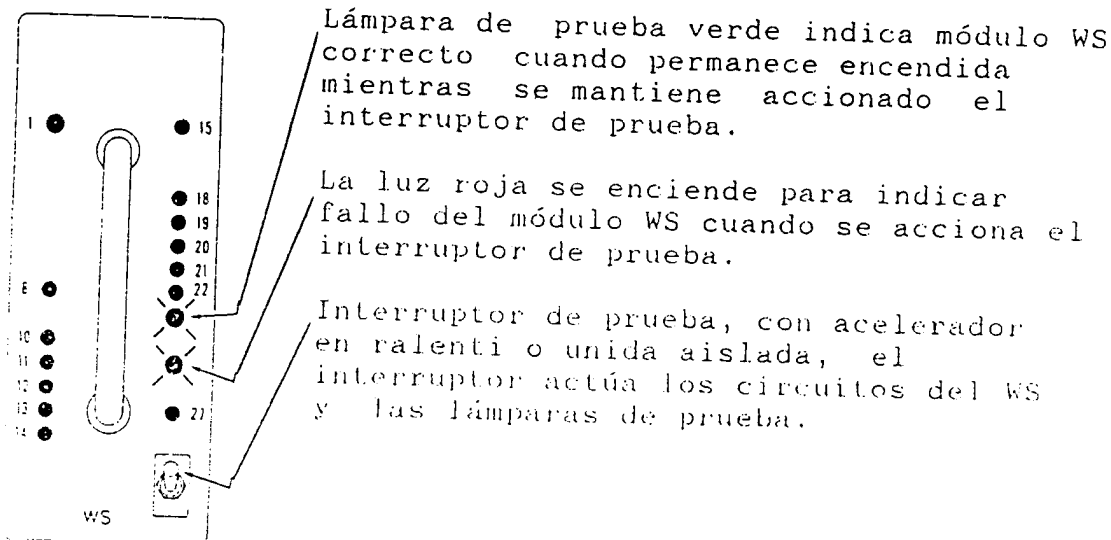 Lámpara de prueba verde indica módulo WS
correcto cuando permanece encendida
mientras se mantiene accionado el
interruptor de prueba.
La luz roja se enciende para indicar
fallo del módulo WS cuando se acciona el
interruptor de prueba.
Interruptor de prueba, con acelerador
en ralenti o unida aislada, el
interruptor actúa los circuitos del WS
y las lámparas de prueba.
1
15
18
19
20
21
8
22
10
11
12
13
27
14
WS